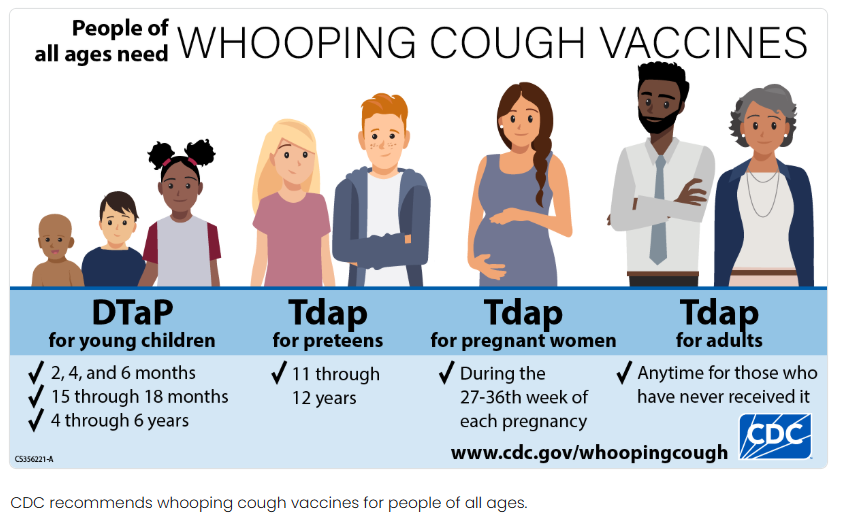 People of
all ages need
WHOOPING COUGH VACCINES
DTaP
for young children
✓ 2, 4, and 6 months
✓ 15 through 18 months
✓ 4 through 6 years
Tdap
for preteens
✓ 11 through
12 years
Tdap
for pregnant women
✓ During the
27-36th week of
each pregnancy
Tdap
for adults
✓ Anytime for those who
have never received it
CS356221-A
www.cdc.gov/whoopingcough
CDC
CDC recommends whooping cough vaccines for people of all ages.